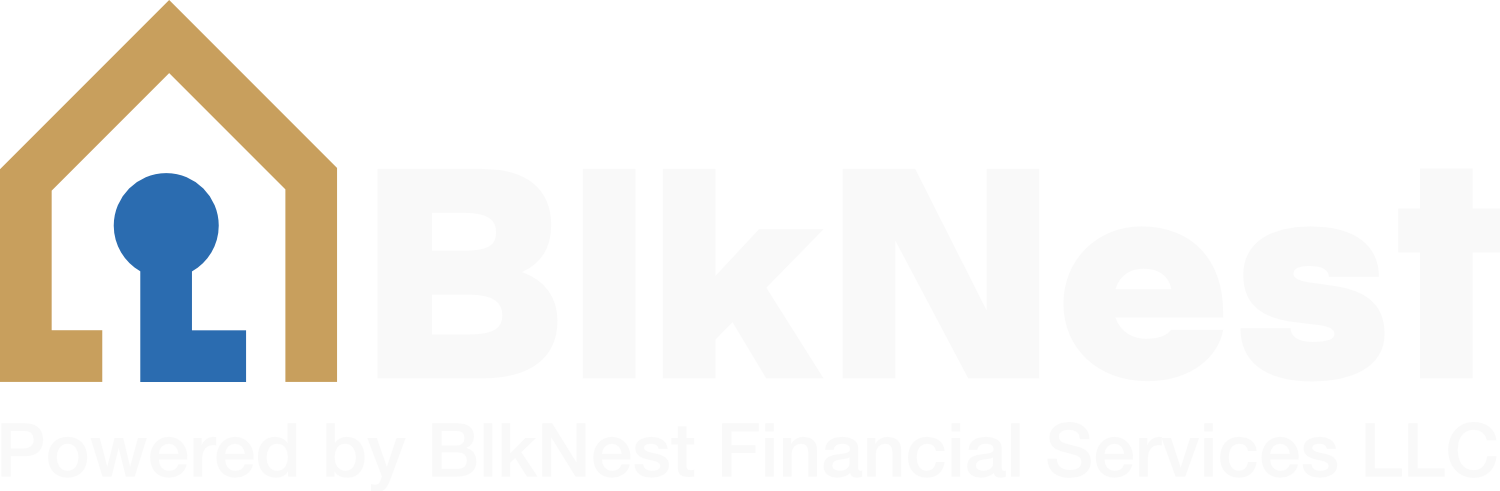 BlkNest
Powered by BlkNest Financial Services LLC